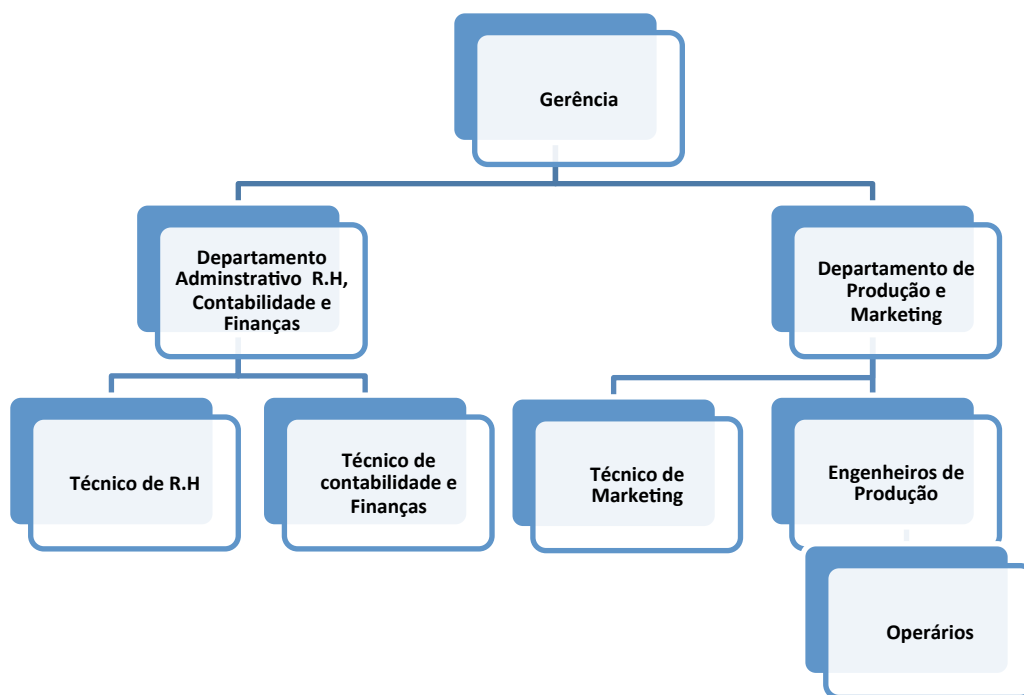 Gerência
Departamento
Adminstrativo R.H,
Contabilidade e
Finanças
Departamento de
Produção e
Marketing
Técnico de R.H
Técnico de
contabilidade e
Finanças
Técnico de
Marketing
Engenheiros de
Produção
Operários